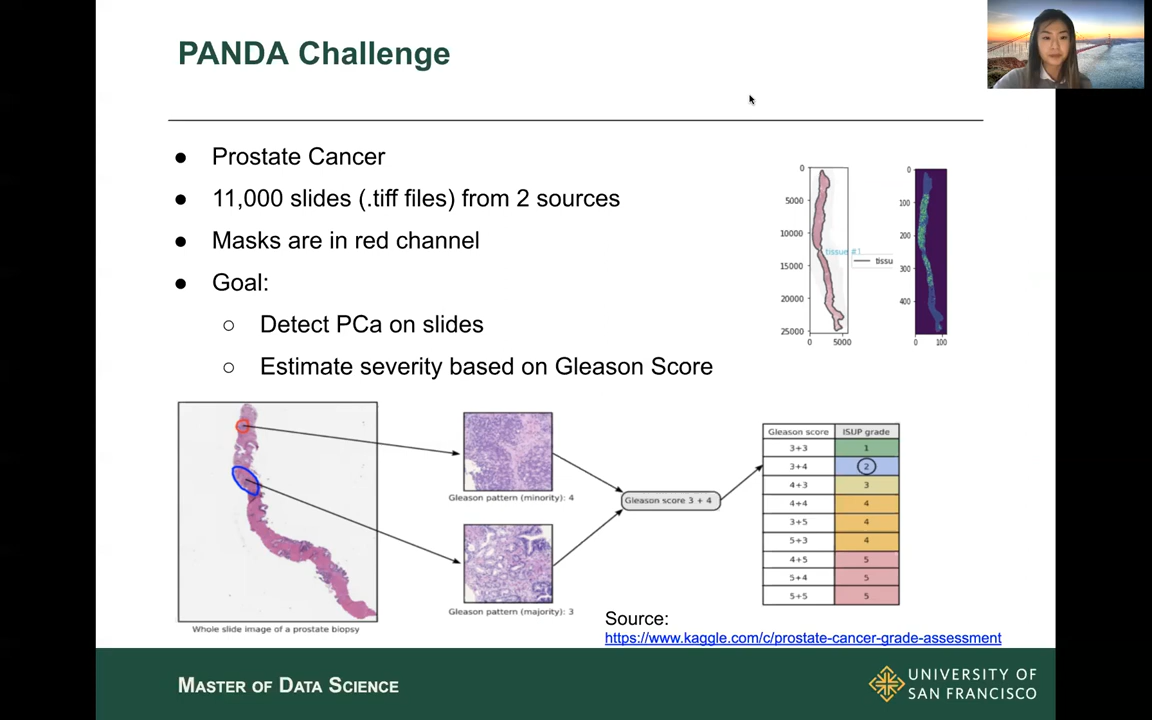 PANDA Challenge
● Prostate Cancer
● 11,000 slides (.tiff files) from 2 sources
● Masks are in red channel
● Goal:
○ Detect PCa on slides
○ Estimate severity based on Gleason Score
0
5000
10000
15000
20000
25000
0 5000
tissue #1
tissu
0
100
200
300
400
0 100
Whole slide image of a prostate biopsy
Gleason pattern (minority): 4
Gleason pattern (majority): 3
Gleason score 3 + 4
Gleason score ISUP grade
3+3 1
3+4 2
4+3 3
4+4 4
3+5 4
5+3 4
4+5 5
5+4 5
5+5 5
Source:
https://www.kaggle.com/c/prostate-cancer-grade-assessment
MASTER OF DATA SCIENCE
UNIVERSITY OF
SAN FRANCISCO